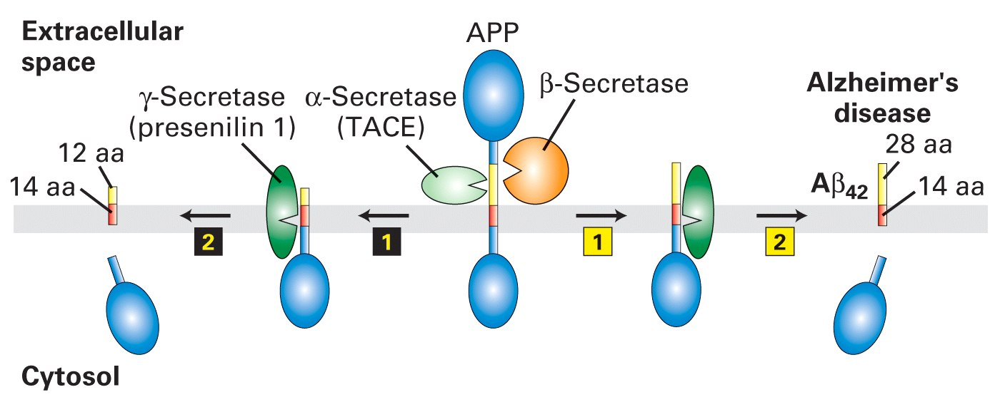 Extracellular
space
APP
γ-Secretase
(presenilin 1)
α-Secretase
(TACE)
β-Secretase
Alzheimer's
disease
12 aa
14 aa
28 aa
Aβ42
14 aa
2
1
1
2
Cytosol